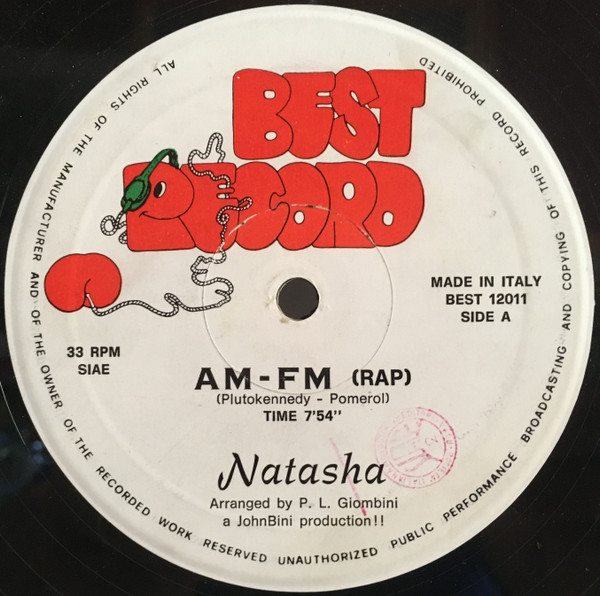 BEST
RECORD
ALL RIGHTS OF THE MANUFACTURER AND OF THE OWNER OF THE RECORDED WORK RESERVED UNAUTHORIZED PUBLIC PERFORMANCE BROADCASTING AND COPYING OF THIS RECORD PROHIBITED
MADE IN ITALY
BEST 12011
SIDE A
33 RPM
SIAE
AM-FM (RAP)
(Plutokennedy - Pomerol)
TIME 7'54"
Natasha
Arranged by P. L. Giombini
a JohnBini production!!